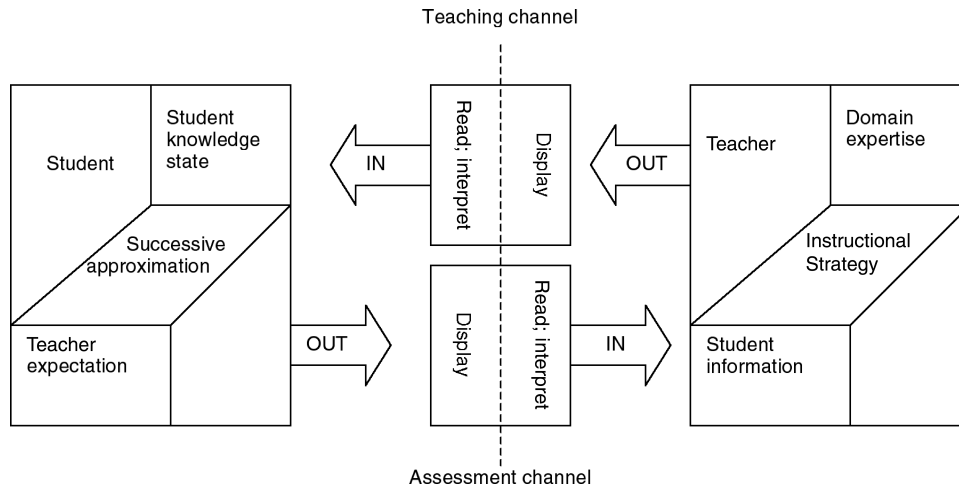 Teaching channel
Student
Student
knowledge
state
IN
Read; interpret
Display
OUT
Teacher
Domain
expertise
Successive
approximation
Instructional
Strategy
Teacher
expectation
OUT
Display
Read; interpret
IN
Student
information
Assessment channel